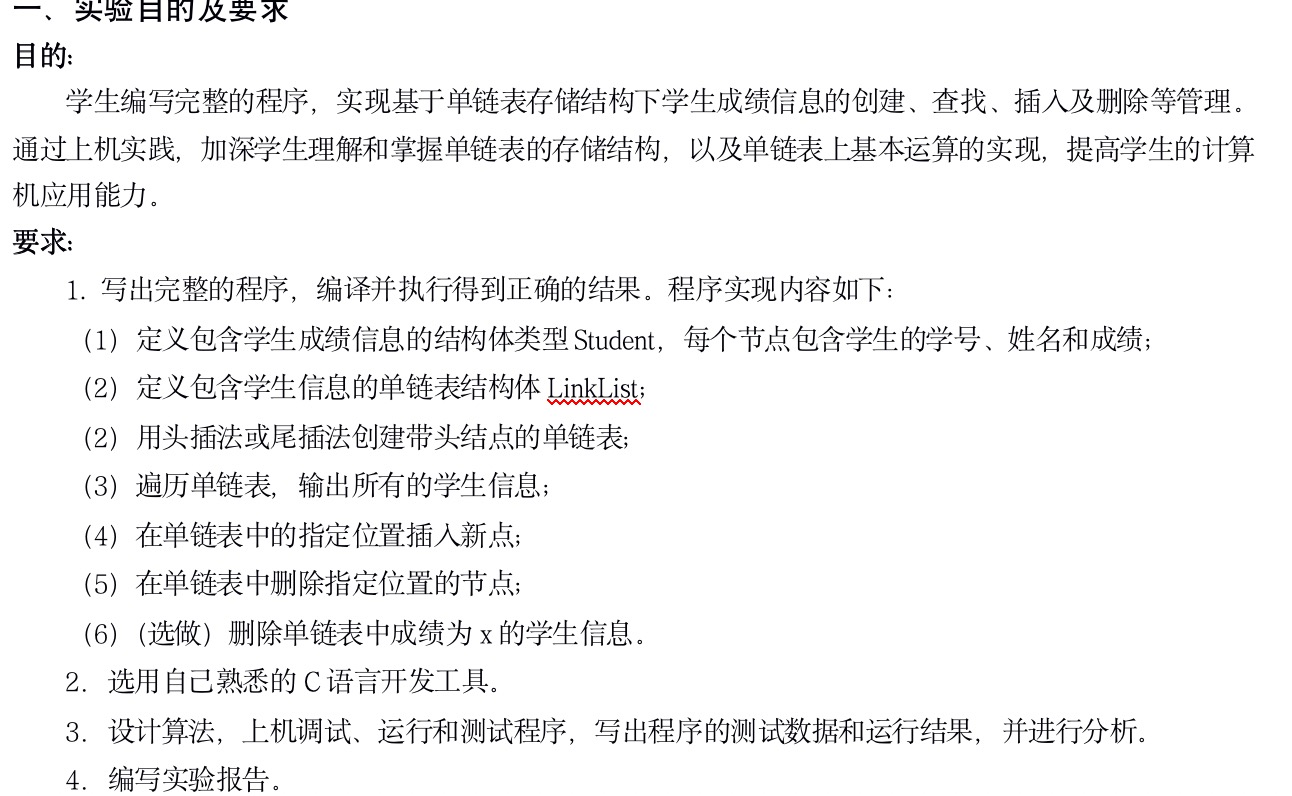 一、实验目的及要求
目的：
学生编写完整的程序，实现基于单链表存储结构下学生成绩信息的创建、查找、插入及删除等管理。
通过上机实践，加深学生理解和掌握单链表的存储结构，以及单链表上基本运算的实现，提高学生的计算
机应用能力。
要求：
1. 写出完整的程序，编译并执行得到正确的结果。程序实现内容如下：
（1）定义包含学生成绩信息的结构体类型 Student，每个节点包含学生的学号、姓名和成绩；
（2）定义包含学生信息的单链表结构体 LinkList；
（2）用头插法或尾插法创建带头结点的单链表；
（3）遍历单链表，输出所有的学生信息；
（4）在单链表中的指定位置插入新点；
（5）在单链表中删除指定位置的节点；
（6）（选做）删除单链表中成绩为 x 的学生信息。
2. 选用自己熟悉的 C 语言开发工具。
3. 设计算法，上机调试、运行和测试程序，写出程序的测试数据和运行结果，并进行分析。
4. 编写实验报告。